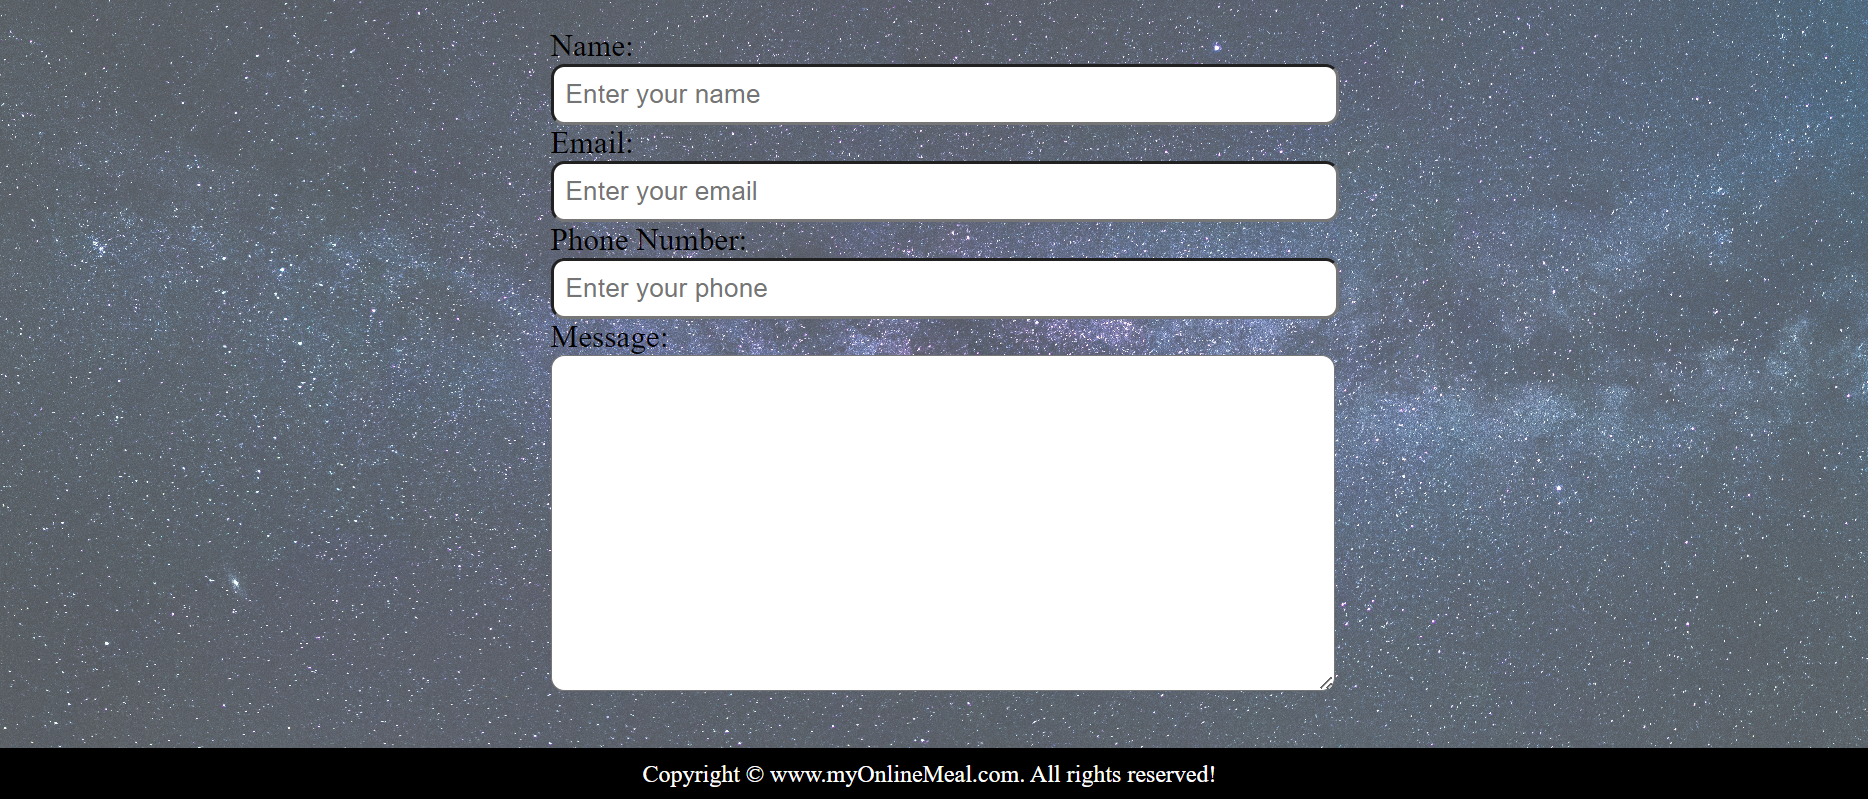 Name:
Enter your name
Email:
Enter your email
Phone Number:
Enter your phone
Message:
Copyright © www.myOnlineMeal.com. All rights reserved!